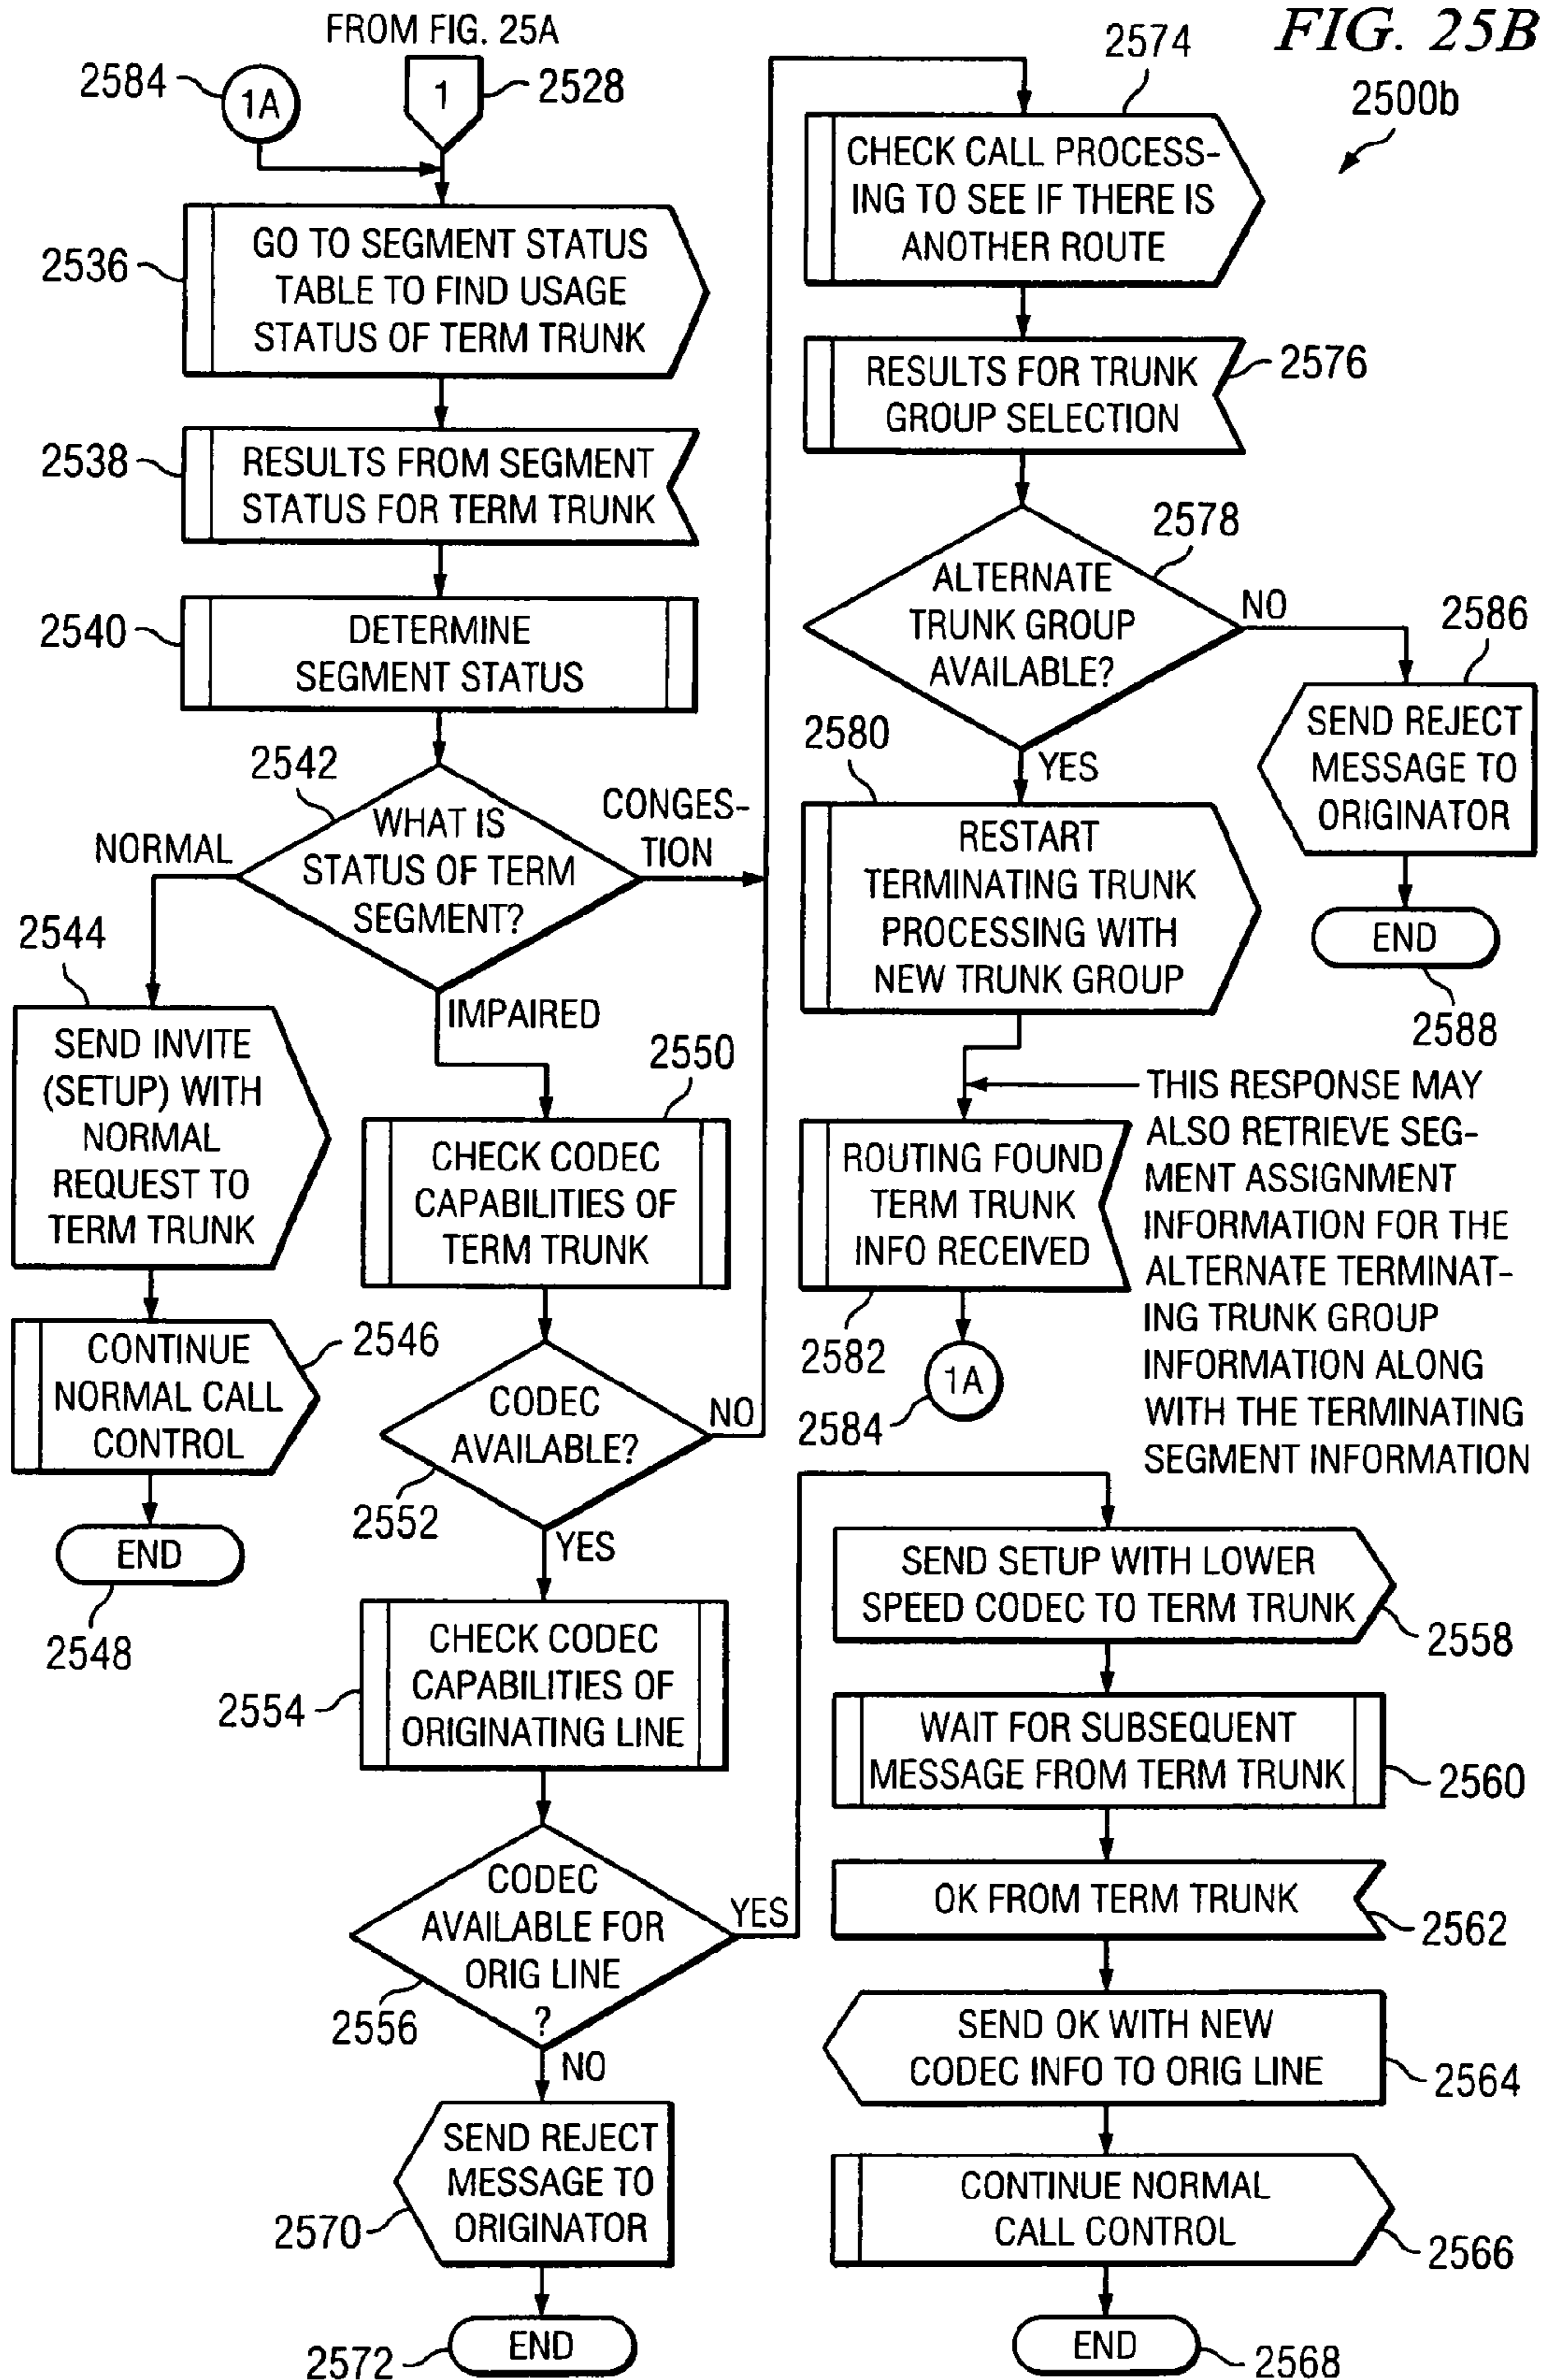 FIG. 25B
2500b
FROM FIG. 25A
2584
1A
1
2528
2536
GO TO SEGMENT STATUS
TABLE TO FIND USAGE
STATUS OF TERM TRUNK
2538
RESULTS FROM SEGMENT
STATUS FOR TERM TRUNK
2540
DETERMINE
SEGMENT STATUS
2542
WHAT IS
STATUS OF TERM
SEGMENT?
NORMAL
CONGES-
TION
IMPAIRED
2544
SEND INVITE
(SETUP) WITH
NORMAL
REQUEST TO
TERM TRUNK
CONTINUE
NORMAL CALL
CONTROL
2546
END
2548
2550
CHECK CODEC
CAPABILITIES OF
TERM TRUNK
CODEC
AVAILABLE?
NO
2552
YES
CHECK CODEC
CAPABILITIES OF
ORIGINATING LINE
2554
CODEC
AVAILABLE FOR
ORIG LINE
?
YES
2556
NO
SEND REJECT
MESSAGE TO
ORIGINATOR
2570
END
2572
2574
CHECK CALL PROCESS-
ING TO SEE IF THERE IS
ANOTHER ROUTE
RESULTS FOR TRUNK
GROUP SELECTION
2576
2578
ALTERNATE
TRUNK GROUP
AVAILABLE?
NO
2586
SEND REJECT
MESSAGE TO
ORIGINATOR
END
2588
YES
2580
RESTART
TERMINATING TRUNK
PROCESSING WITH
NEW TRUNK GROUP
THIS RESPONSE MAY
ALSO RETRIEVE SEG-
MENT ASSIGNMENT
INFORMATION FOR THE
ALTERNATE TERMINAT-
ING TRUNK GROUP
INFORMATION ALONG
WITH THE TERMINATING
SEGMENT INFORMATION
ROUTING FOUND
TERM TRUNK
INFO RECEIVED
2582
1A
2584
SEND SETUP WITH LOWER
SPEED CODEC TO TERM TRUNK
2558
WAIT FOR SUBSEQUENT
MESSAGE FROM TERM TRUNK
2560
OK FROM TERM TRUNK
2562
SEND OK WITH NEW
CODEC INFO TO ORIG LINE
2564
CONTINUE NORMAL
CALL CONTROL
2566
END
2568